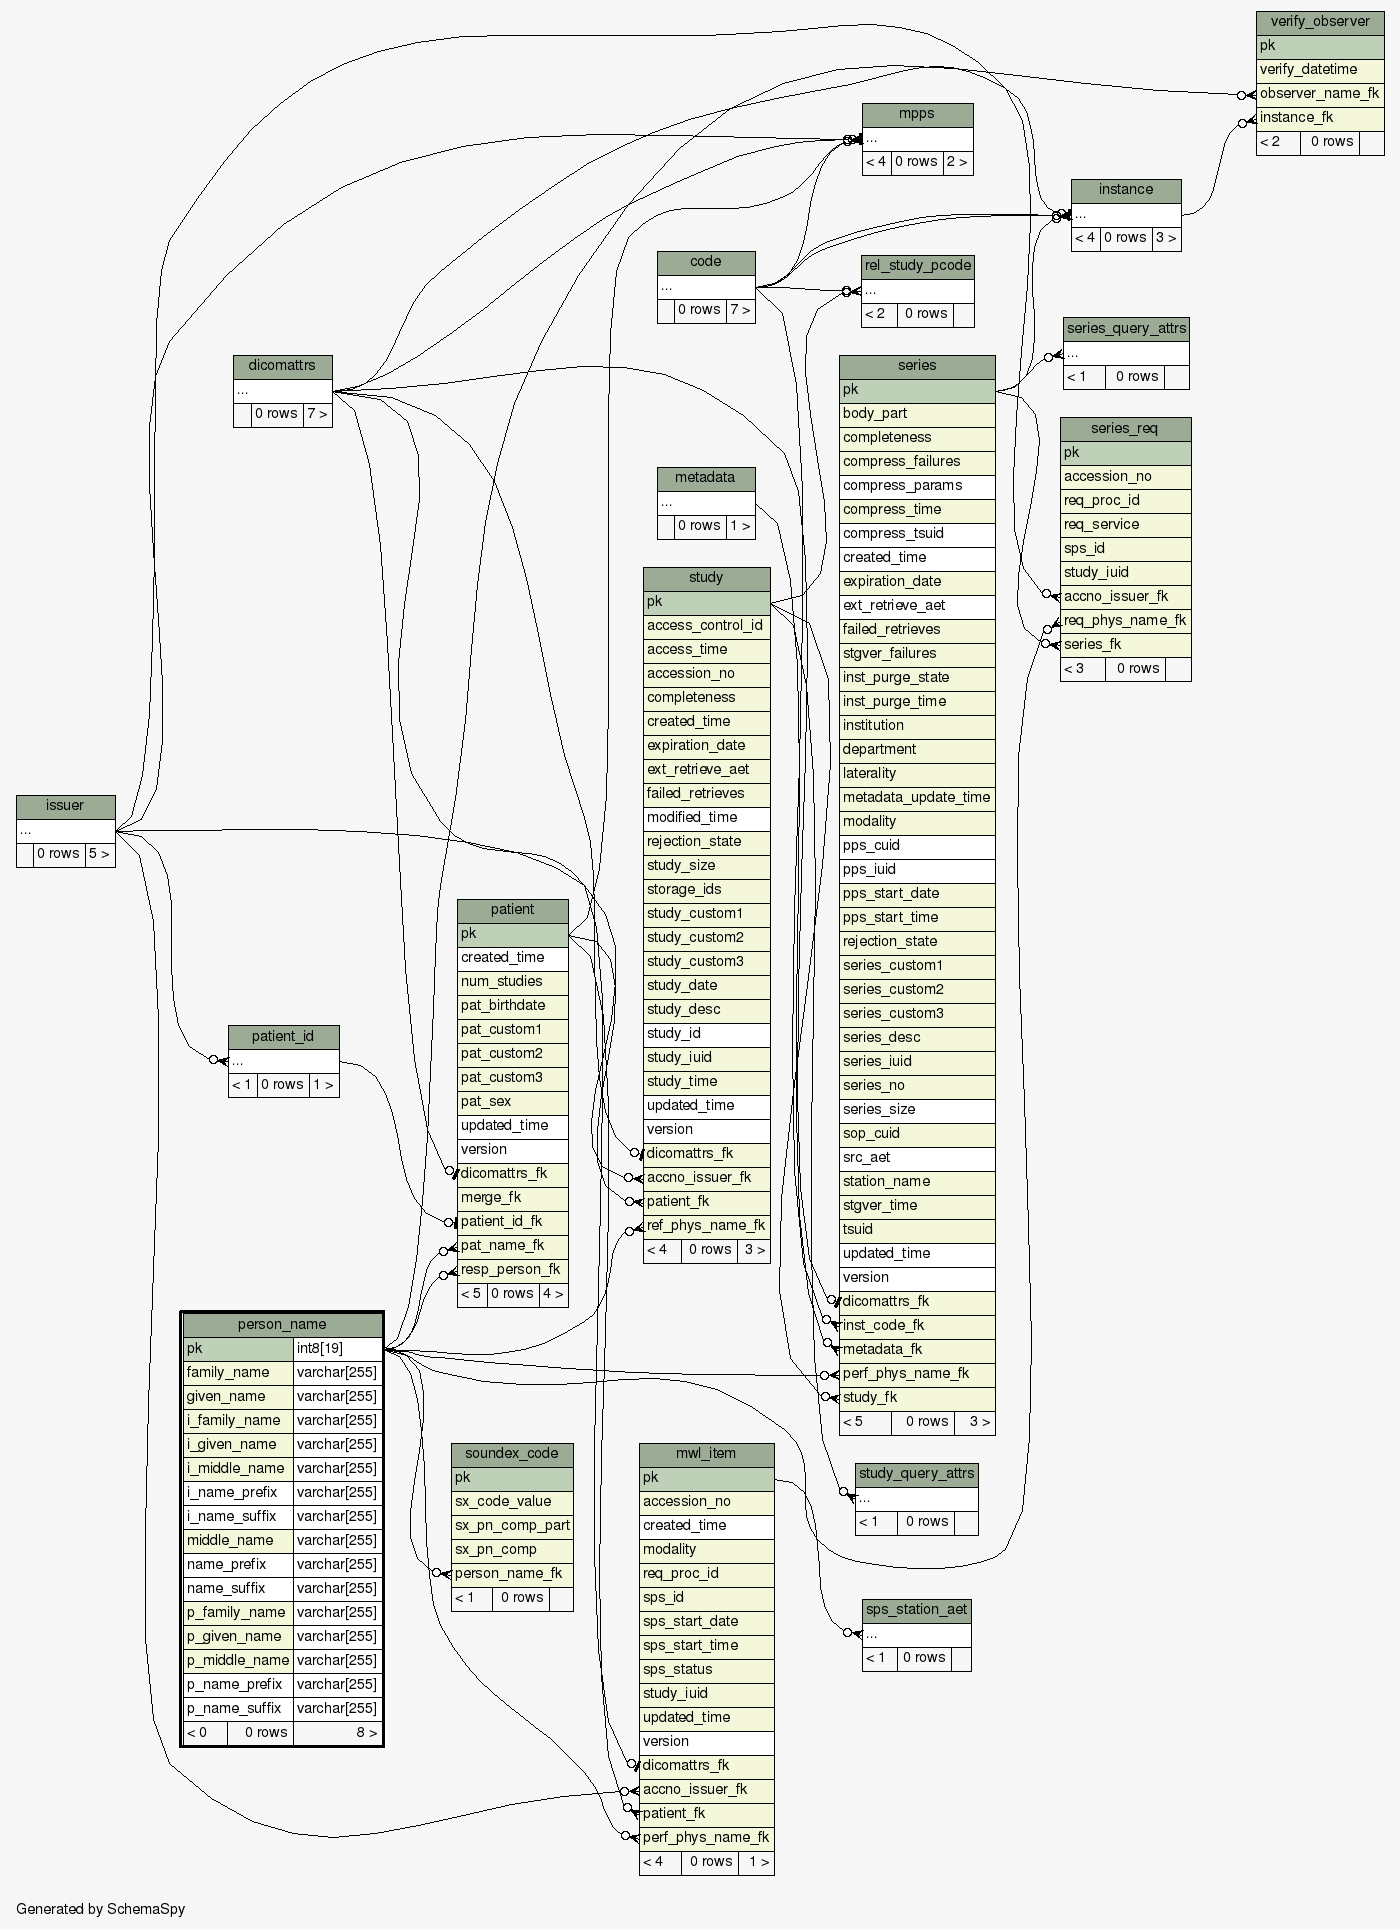 verify_observer
pk
verify_datetime
observer_name_fk
instance_fk
< 2 0 rows
mpps
...
< 4 0 rows 2 >
instance
...
< 4 0 rows 3 >
code
...
0 rows 7 >
rel_study_pcode
...
< 2 0 rows
series_query_attrs
...
< 1 0 rows
dicomattrs
...
0 rows 7 >
series
pk
body_part
completeness
compress_failures
compress_params
compress_time
compress_tsuid
created_time
expiration_date
ext_retrieve_aet
failed_retrieves
stgver_failures
inst_purge_state
inst_purge_time
institution
department
laterality
metadata_update_time
modality
pps_cuid
pps_iuid
pps_start_date
pps_start_time
rejection_state
series_custom1
series_custom2
series_custom3
series_desc
series_iuid
series_no
series_size
sop_cuid
src_aet
station_name
stgver_time
tsuid
updated_time
version
dicomattrs_fk
inst_code_fk
metadata_fk
perf_phys_name_fk
study_fk
< 5 0 rows 3 >
series_req
pk
accession_no
req_proc_id
req_service
sps_id
study_iuid
accno_issuer_fk
req_phys_name_fk
series_fk
< 3 0 rows
metadata
...
0 rows 1 >
study
pk
access_control_id
access_time
accession_no
completeness
created_time
expiration_date
ext_retrieve_aet
failed_retrieves
modified_time
rejection_state
study_size
storage_ids
study_custom1
study_custom2
study_custom3
study_date
study_desc
study_id
study_iuid
study_time
updated_time
version
dicomattrs_fk
accno_issuer_fk
patient_fk
ref_phys_name_fk
< 4 0 rows 3 >
issuer
...
0 rows 5 >
patient
pk
created_time
num_studies
pat_birthdate
pat_custom1
pat_custom2
pat_custom3
pat_sex
updated_time
version
dicomattrs_fk
merge_fk
patient_id_fk
pat_name_fk
resp_person_fk
< 5 0 rows 4 >
patient_id
...
< 1 0 rows 1 >
person_name
pk int8[19]
family_name varchar[255]
given_name varchar[255]
i_family_name varchar[255]
i_given_name varchar[255]
i_middle_name varchar[255]
i_name_prefix varchar[255]
i_name_suffix varchar[255]
middle_name varchar[255]
name_prefix varchar[255]
name_suffix varchar[255]
p_family_name varchar[255]
p_given_name varchar[255]
p_middle_name varchar[255]
p_name_prefix varchar[255]
p_name_suffix varchar[255]
< 0 0 rows 8 >
soundex_code
pk
sx_code_value
sx_pn_comp_part
sx_pn_comp
person_name_fk
< 1 0 rows
mwl_item
pk
accession_no
created_time
modality
req_proc_id
sps_id
sps_start_date
sps_start_time
sps_status
study_iuid
updated_time
version
dicomattrs_fk
accno_issuer_fk
patient_fk
perf_phys_name_fk
< 4 0 rows 1 >
study_query_attrs
...
< 1 0 rows
sps_station_aet
...
< 1 0 rows
Generated by SchemaSpy